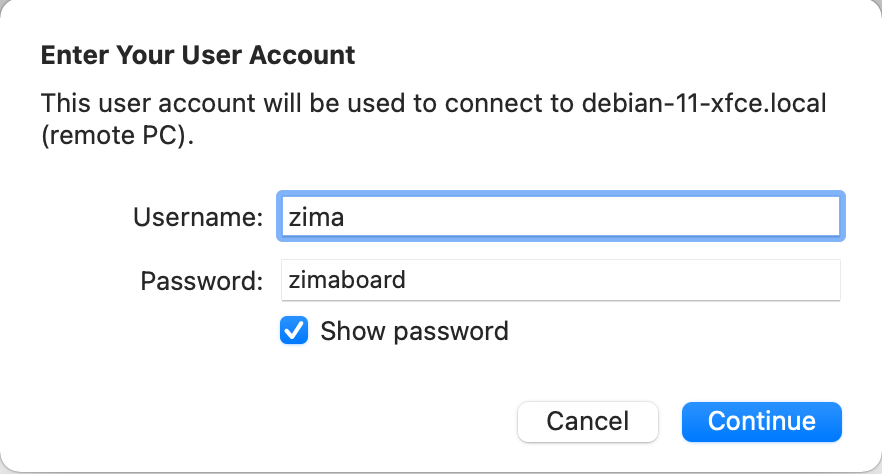 Enter Your User Account
This user account will be used to connect to debian-11-xfce.local
(remote PC).
Username: zima
Password: zimaboard
Show password
Cancel Continue